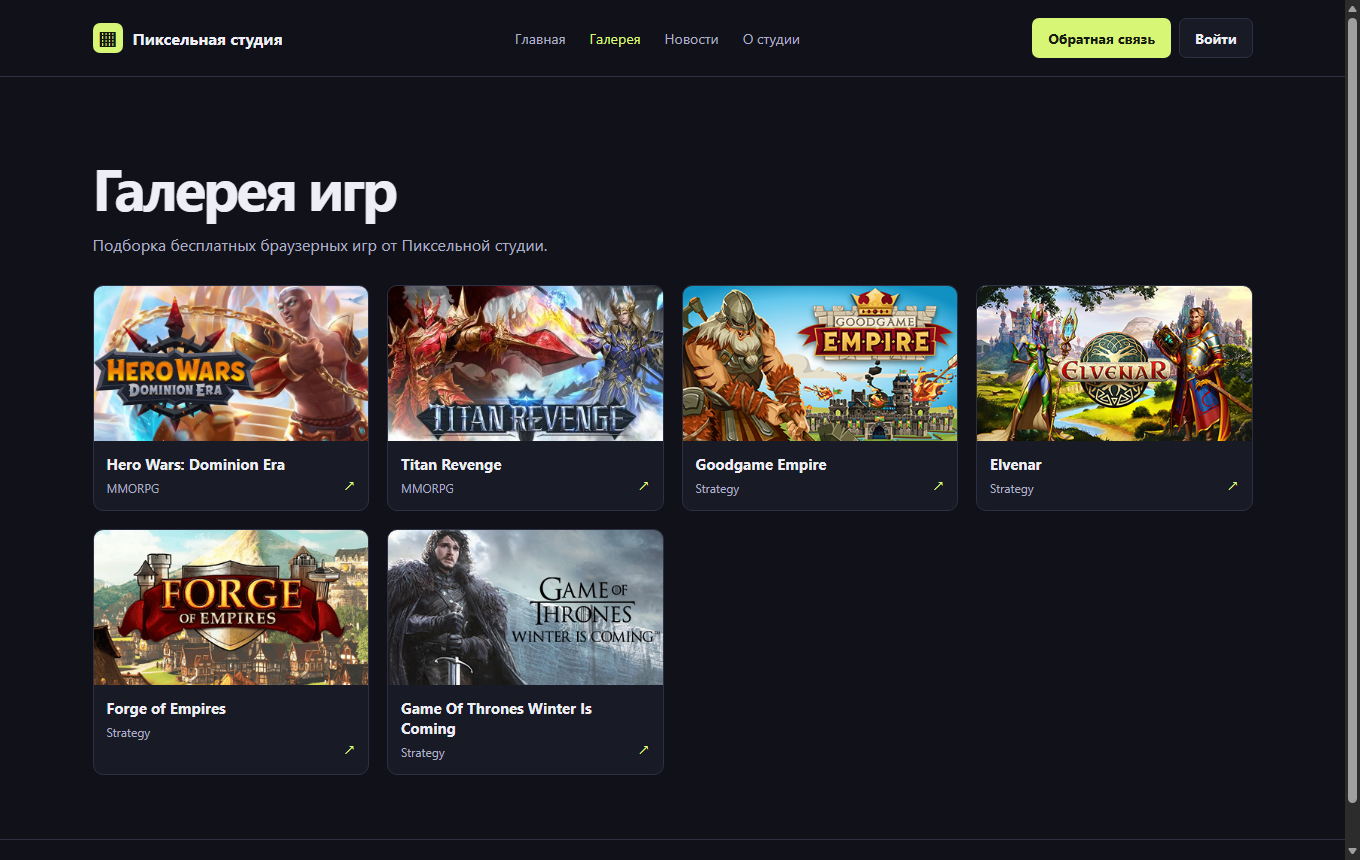 Пиксельная студия
Главная
Галерея
Новости
О студии
Обратная связь
Войти
Галерея игр
Подборка бесплатных браузерных игр от Пиксельной студии.
HERO WARS
DOMINION ERA
Hero Wars: Dominion Era
MMORPG
TITAN REVENGE
Titan Revenge
MMORPG
GOODGAME
EMPIRE
Goodgame Empire
Strategy
ELVENAR
Elvenar
Strategy
FORGE
OF EMPIRES
Forge of Empires
Strategy
GAME OF
THRONES
WINTER IS COMING™
Game Of Thrones Winter Is
Coming
Strategy